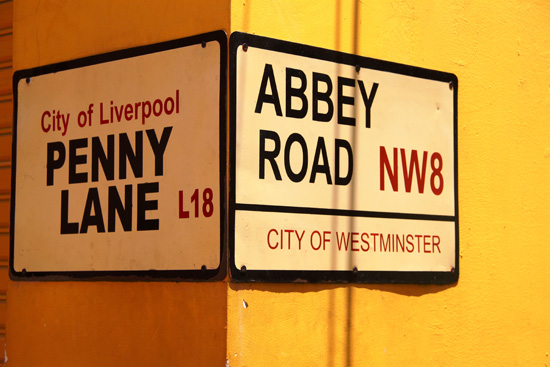 City of Liverpool
PENNY
LANE L18
ABBEY
ROAD NW8
CITY OF WESTMINSTER